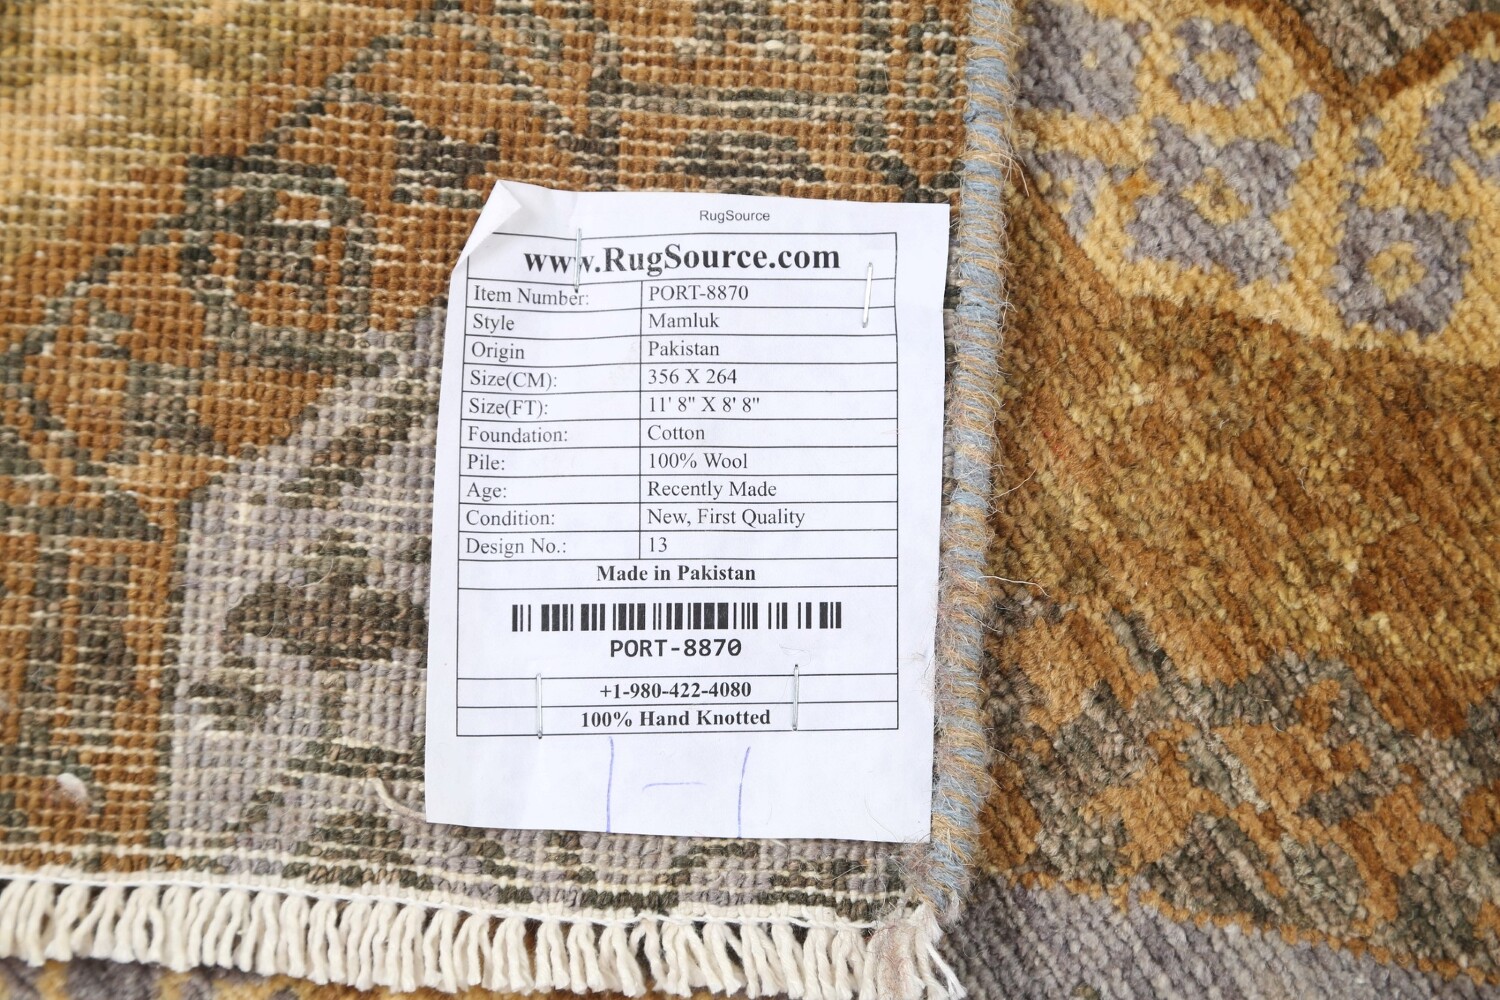 RugSource
www.RugSource.com
Item Number: PORT-8870
Style Mamluk
Origin Pakistan
Size(CM): 356 X 264
Size(FT): 11' 8" X 8' 8"
Foundation: Cotton
Pile: 100% Wool
Age: Recently Made
Condition: New, First Quality
Design No.: 13
Made in Pakistan
PORT-8870
+1-980-422-4080
100% Hand Knotted
1-1